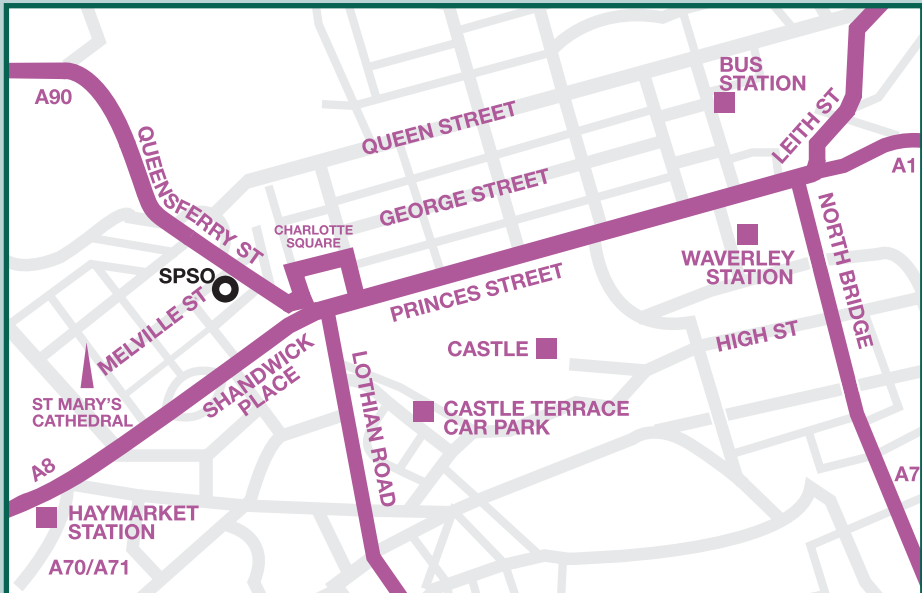 BUS
STATION
A90
QUEEN STREET
LEITH ST
QUEENSFERRY ST
A1
GEORGE STREET
CHARLOTTE
SQUARE
NORTH BRIDGE
WAVERLEY
STATION
SPSO
PRINCES STREET
MELVILLE ST
HIGH ST
CASTLE
SHANDWICK
PLACE
LOTHIAN ROAD
ST MARY'S
CATHEDRAL
CASTLE TERRACE
CAR PARK
A8
A7
HAYMARKET
STATION
A70/A71